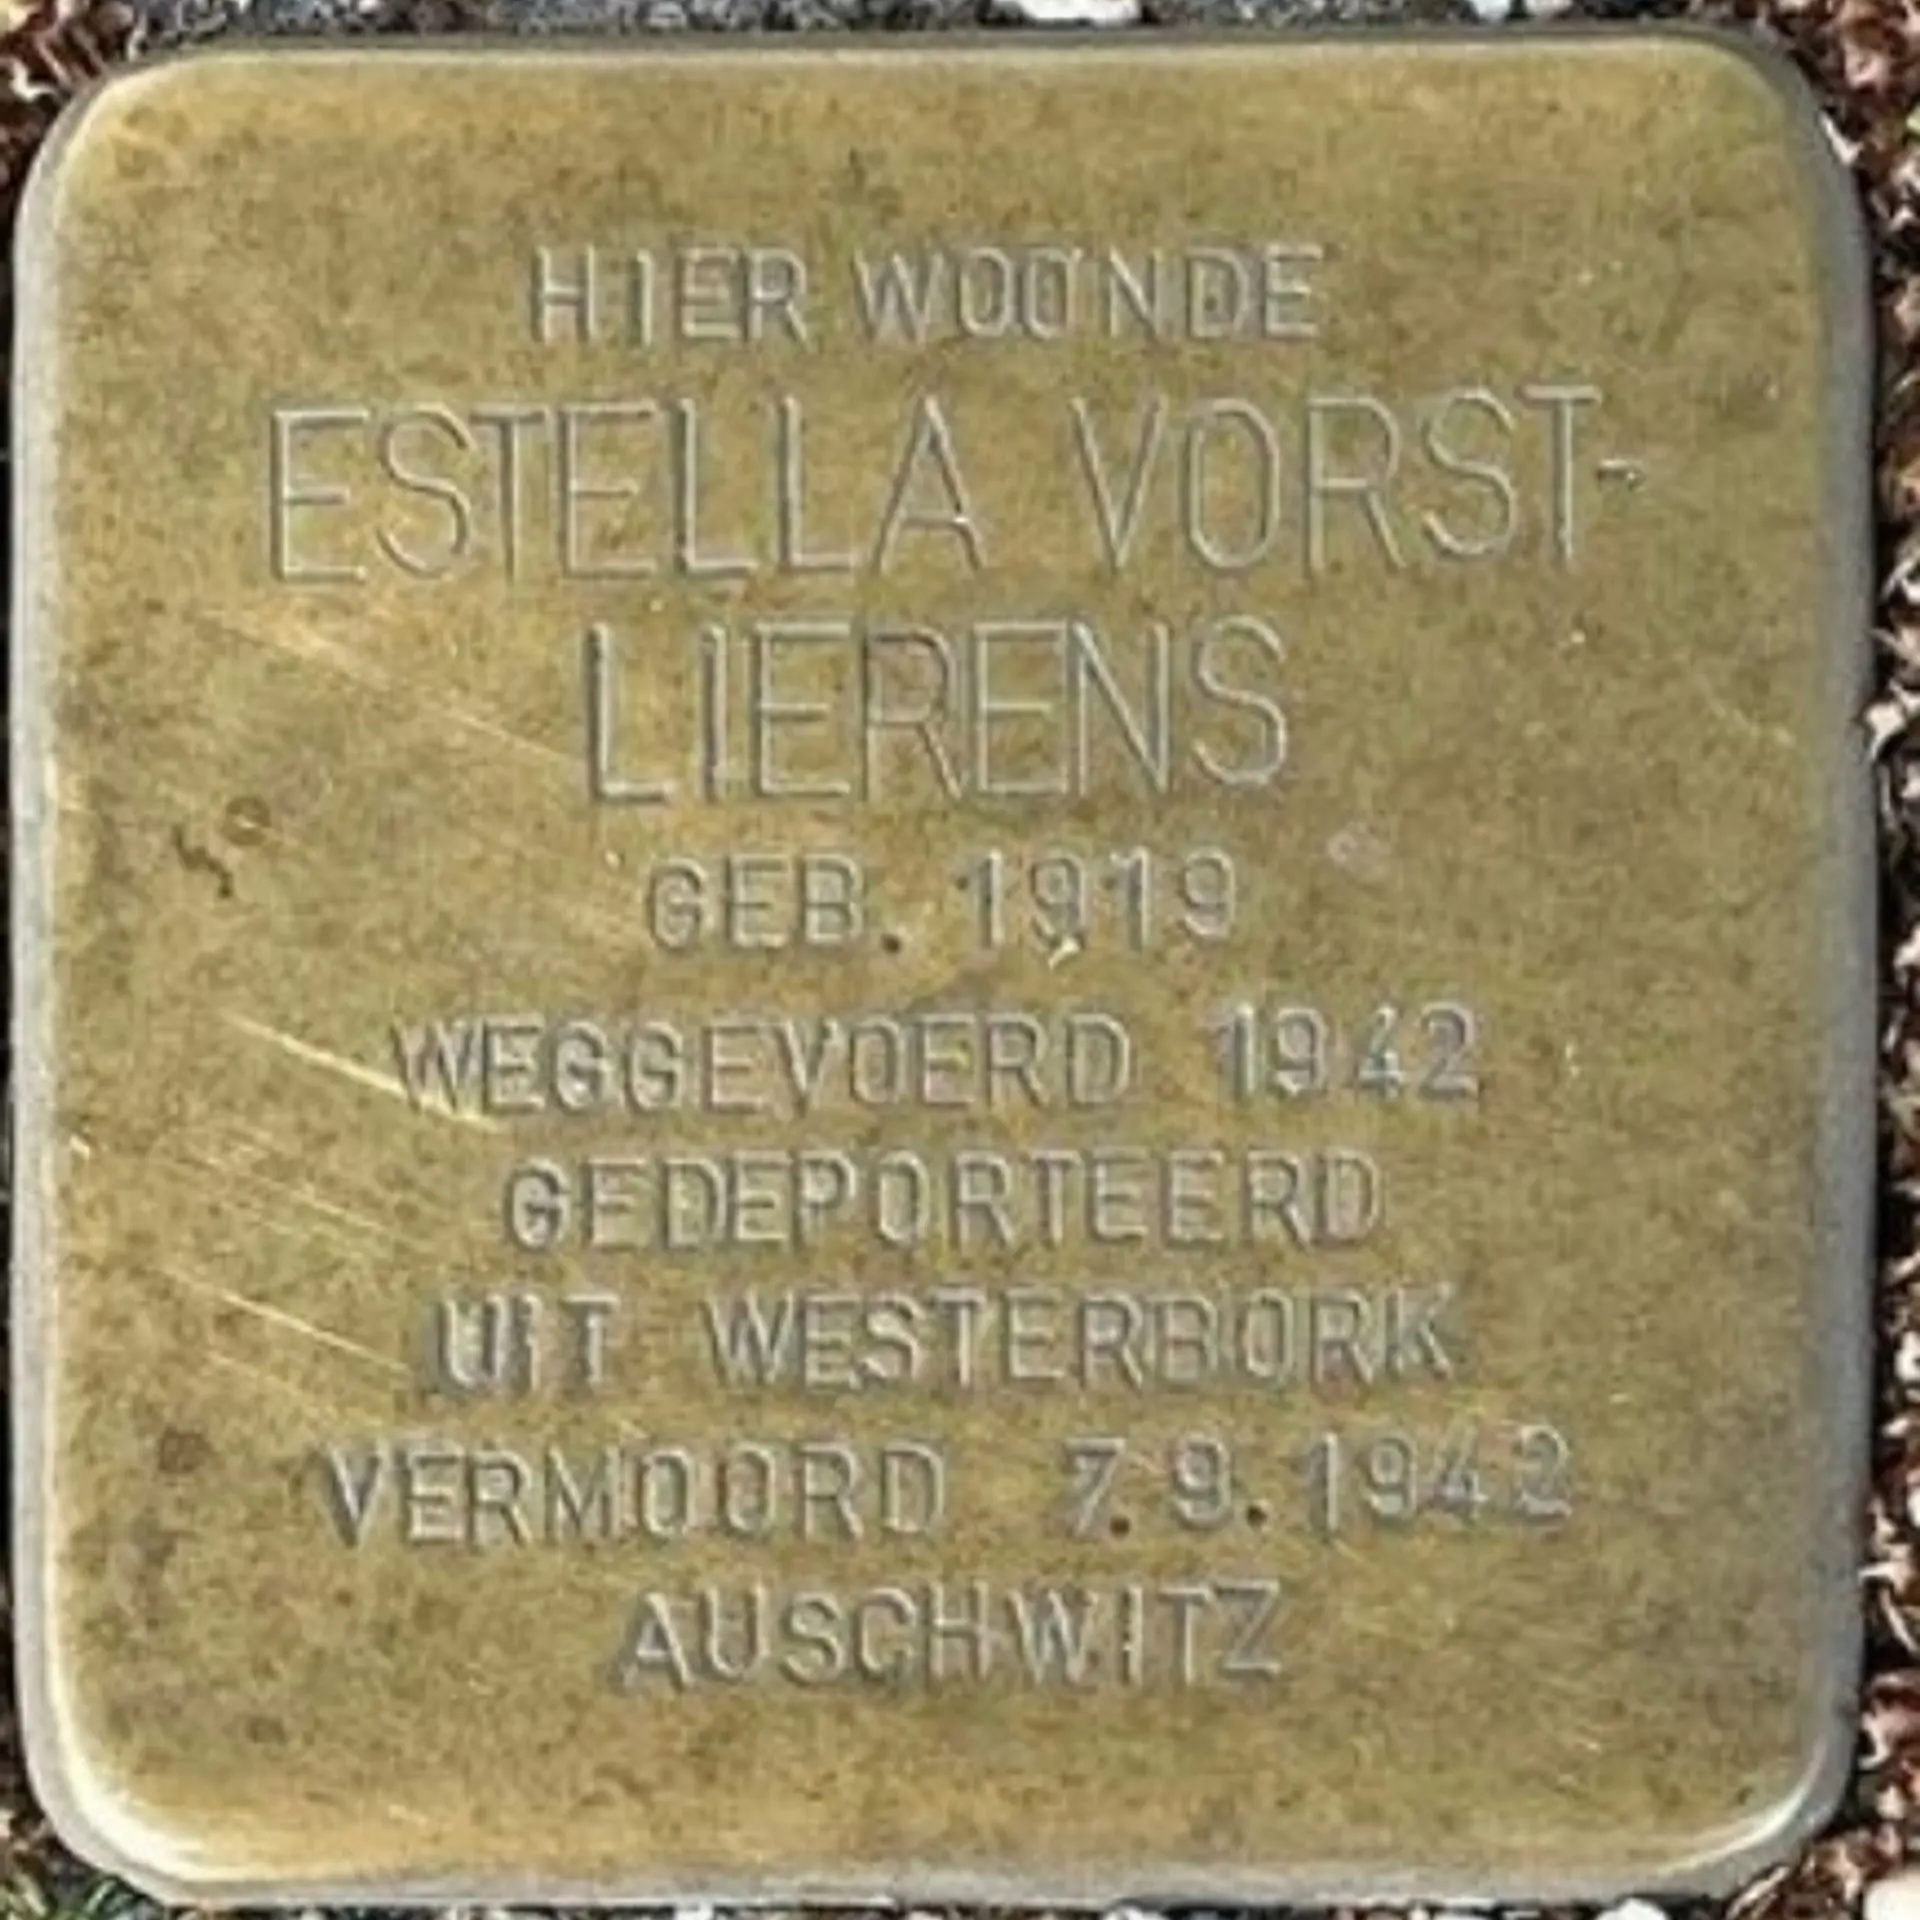 HIER WOONDE
ESTELLA VORST-
LIERENS
GEB. 1919
WEGGEVOERD 1942
GEDEPORTEERD
UIT WESTERBORK
VERMOORD 7.9.1942
AUSCHWITZ